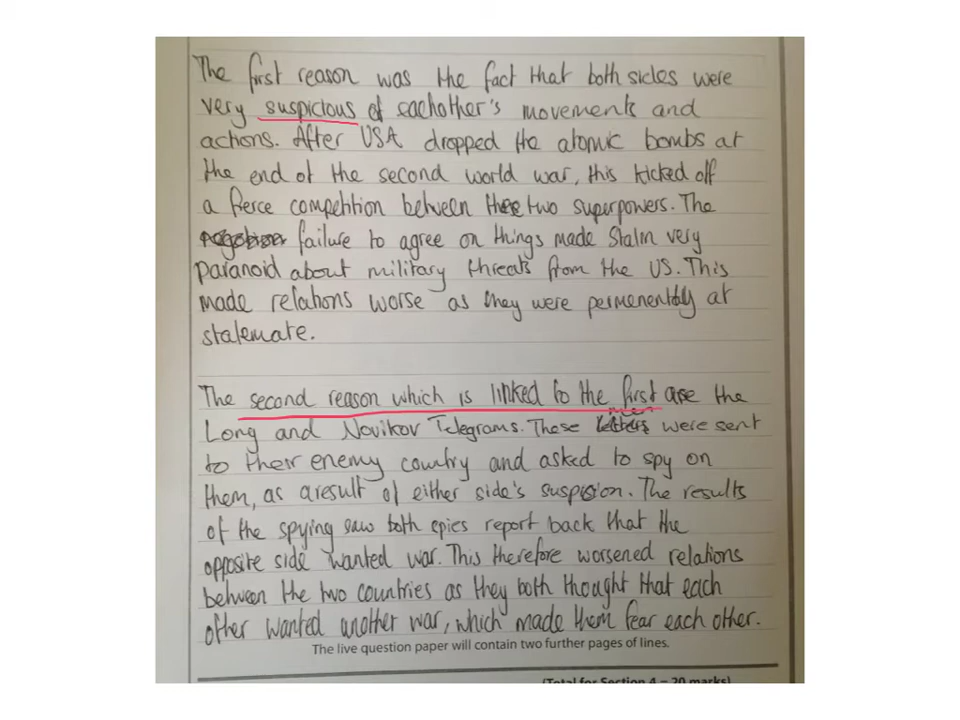 The first reason was the fact that both sides were
very suspicious of eachother's movements and
actions. After USA dropped the atomic bombs at
the end of the second world war, this kicked off
a fierce competition between these two superpowers. The
failure to agree on things made Stalin very
paranoid about military threats from the US. This
made relations worse as they were permenently at
stalemate.
The second reason which is linked to the first are the
Long and Novikov Telegrams. These men were sent
to their enemy country and asked to spy on
them, as aresult of either side's suspision. The results
of the spying saw both epies report back that the
opposite side wanted war. This therefore worsened relations
between the two countries as they both thought that each
other wanted another war, which made them fear each other.
The live question paper will contain two further pages of lines.
(Total for Section 4 – 20 marks)